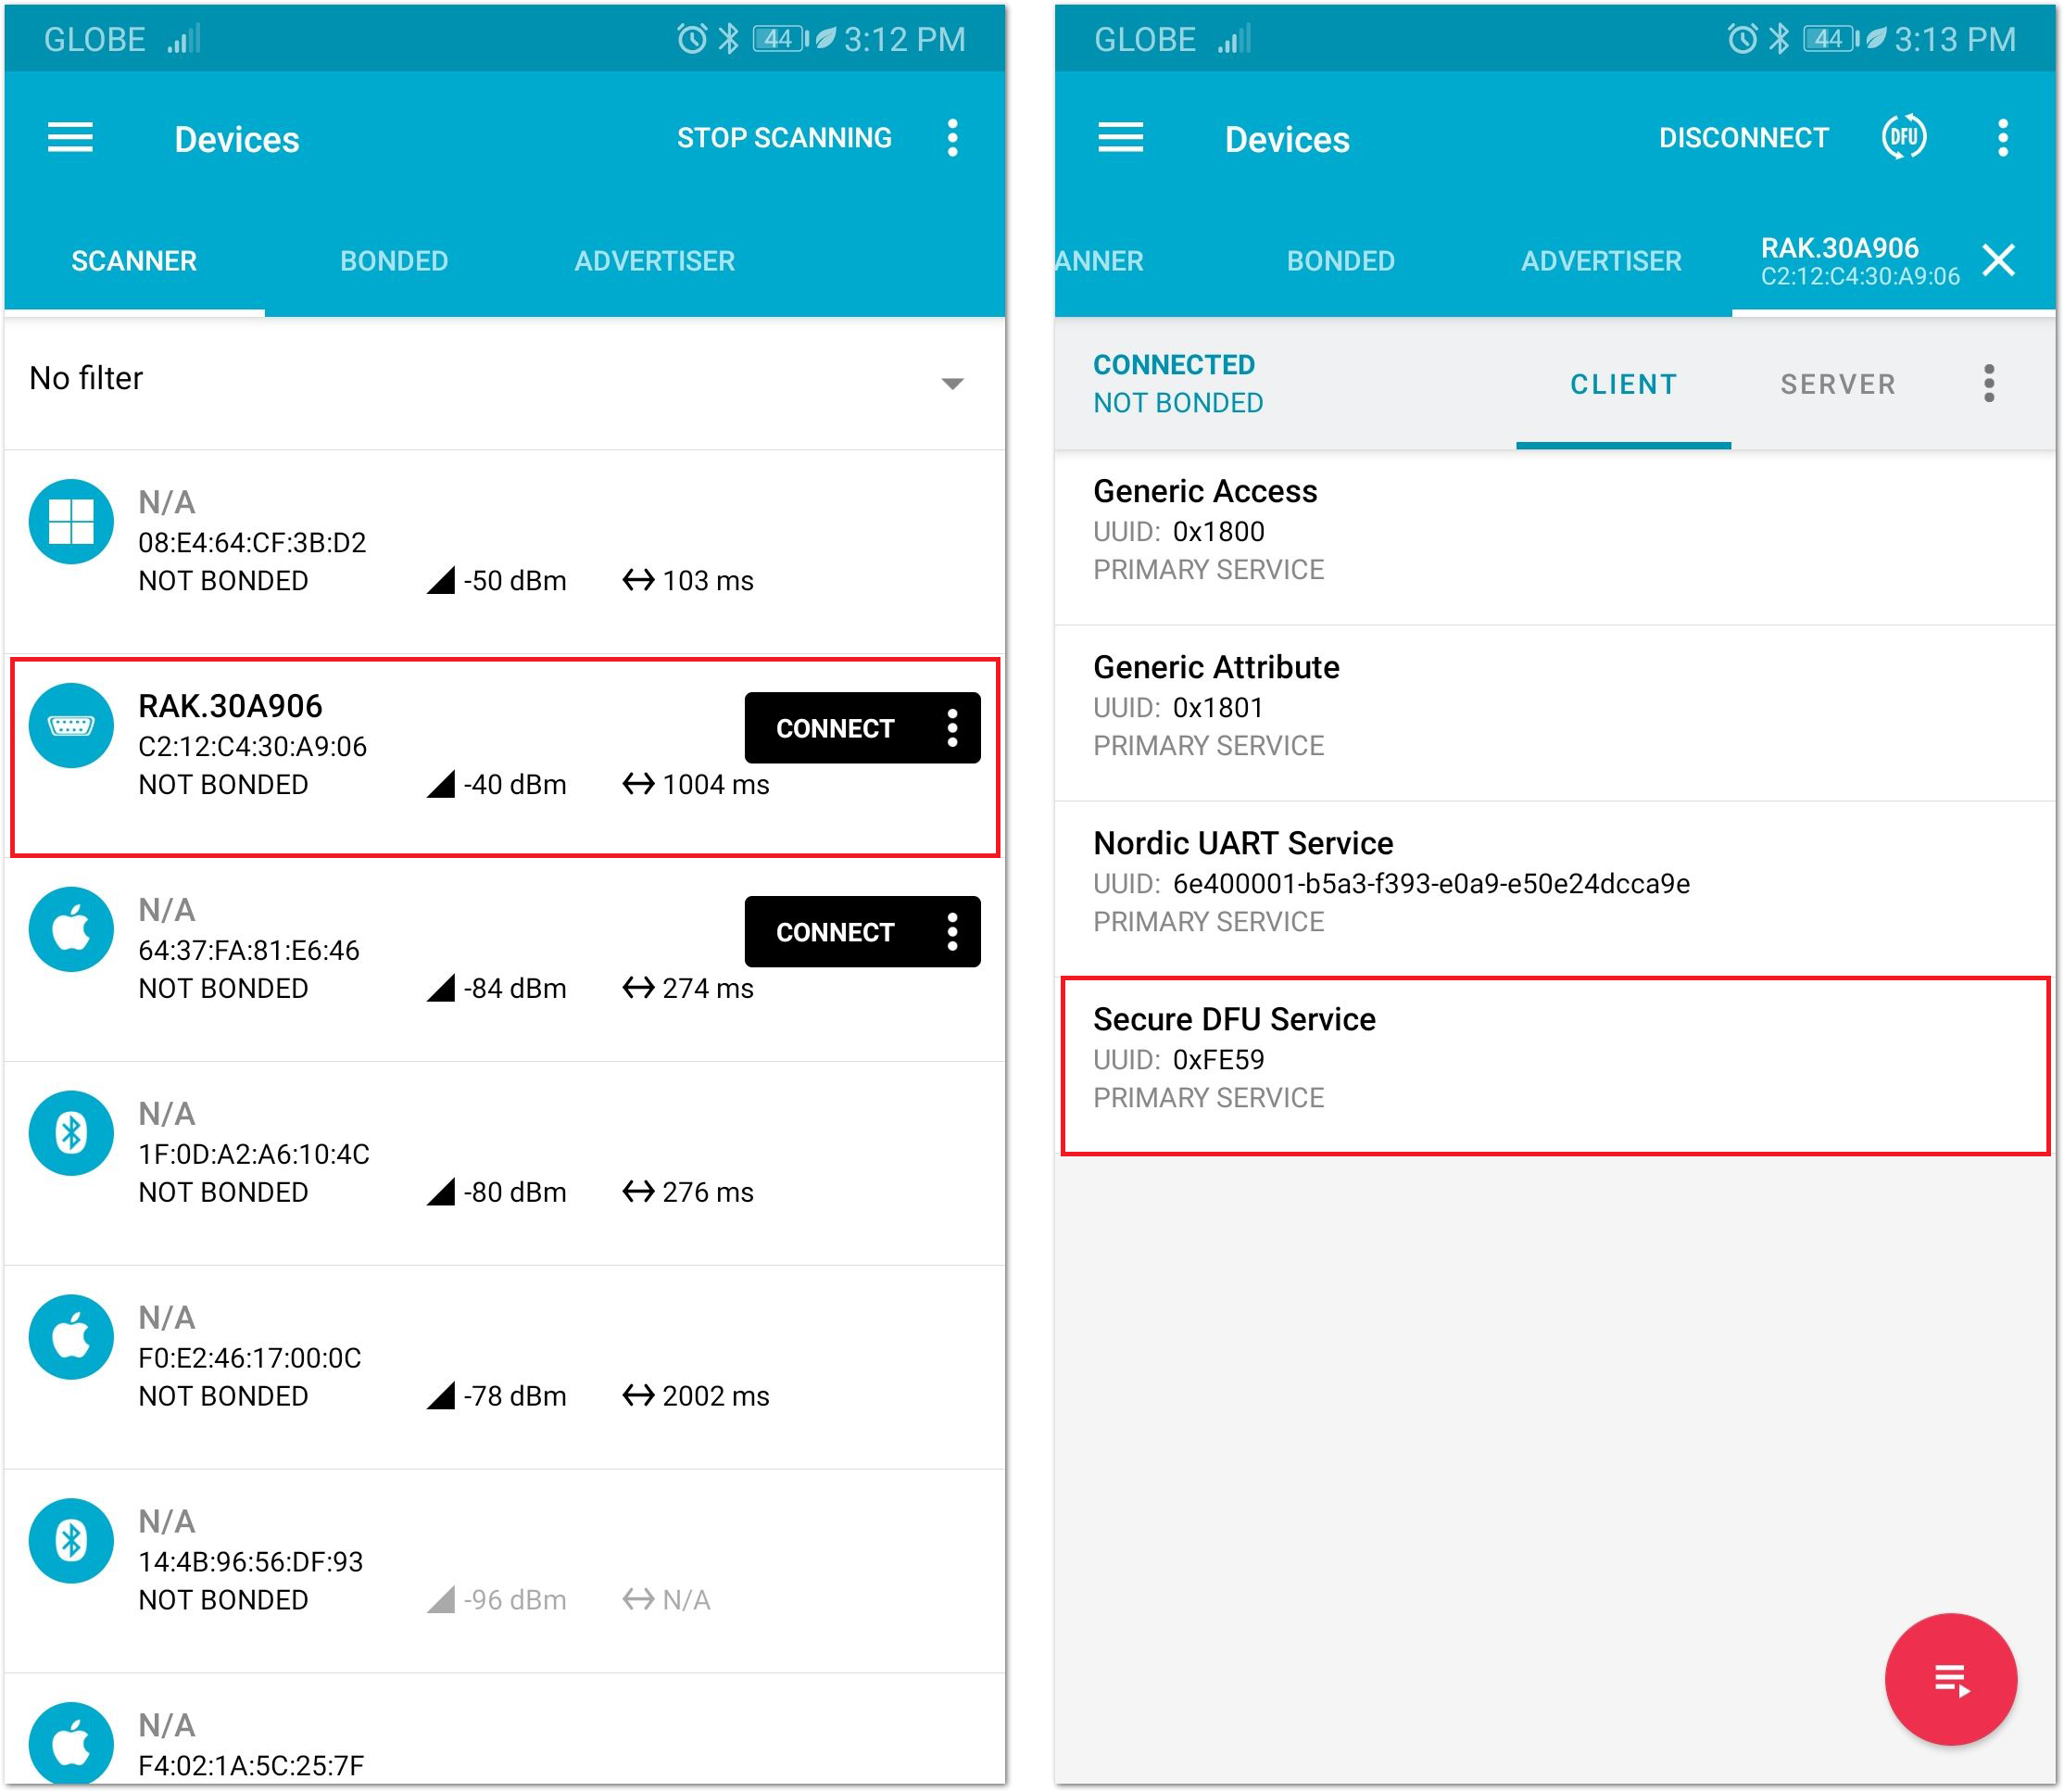 GLOBE 44 3:12 PM
Devices STOP SCANNING
SCANNER BONDED ADVERTISER
No filter
N/A
08:E4:64:CF:3B:D2
NOT BONDED -50 dBm 103 ms
RAK.30A906
CONNECT
C2:12:C4:30:A9:06
NOT BONDED -40 dBm 1004 ms
N/A
CONNECT
64:37:FA:81:E6:46
NOT BONDED -84 dBm 274 ms
N/A
1F:0D:A2:A6:10:4C
NOT BONDED -80 dBm 276 ms
N/A
F0:E2:46:17:00:0C
NOT BONDED -78 dBm 2002 ms
N/A
14:4B:96:56:DF:93
NOT BONDED -96 dBm N/A
N/A
F4:02:1A:5C:25:7F
GLOBE 44 3:13 PM
Devices DISCONNECT DFU
ANNER BONDED ADVERTISER RAK.30A906
C2:12:C4:30:A9:06
CONNECTED
NOT BONDED
CLIENT SERVER
Generic Access
UUID: 0x1800
PRIMARY SERVICE
Generic Attribute
UUID: 0x1801
PRIMARY SERVICE
Nordic UART Service
UUID: 6e400001-b5a3-f393-e0a9-e50e24dcca9e
PRIMARY SERVICE
Secure DFU Service
UUID: 0xFE59
PRIMARY SERVICE